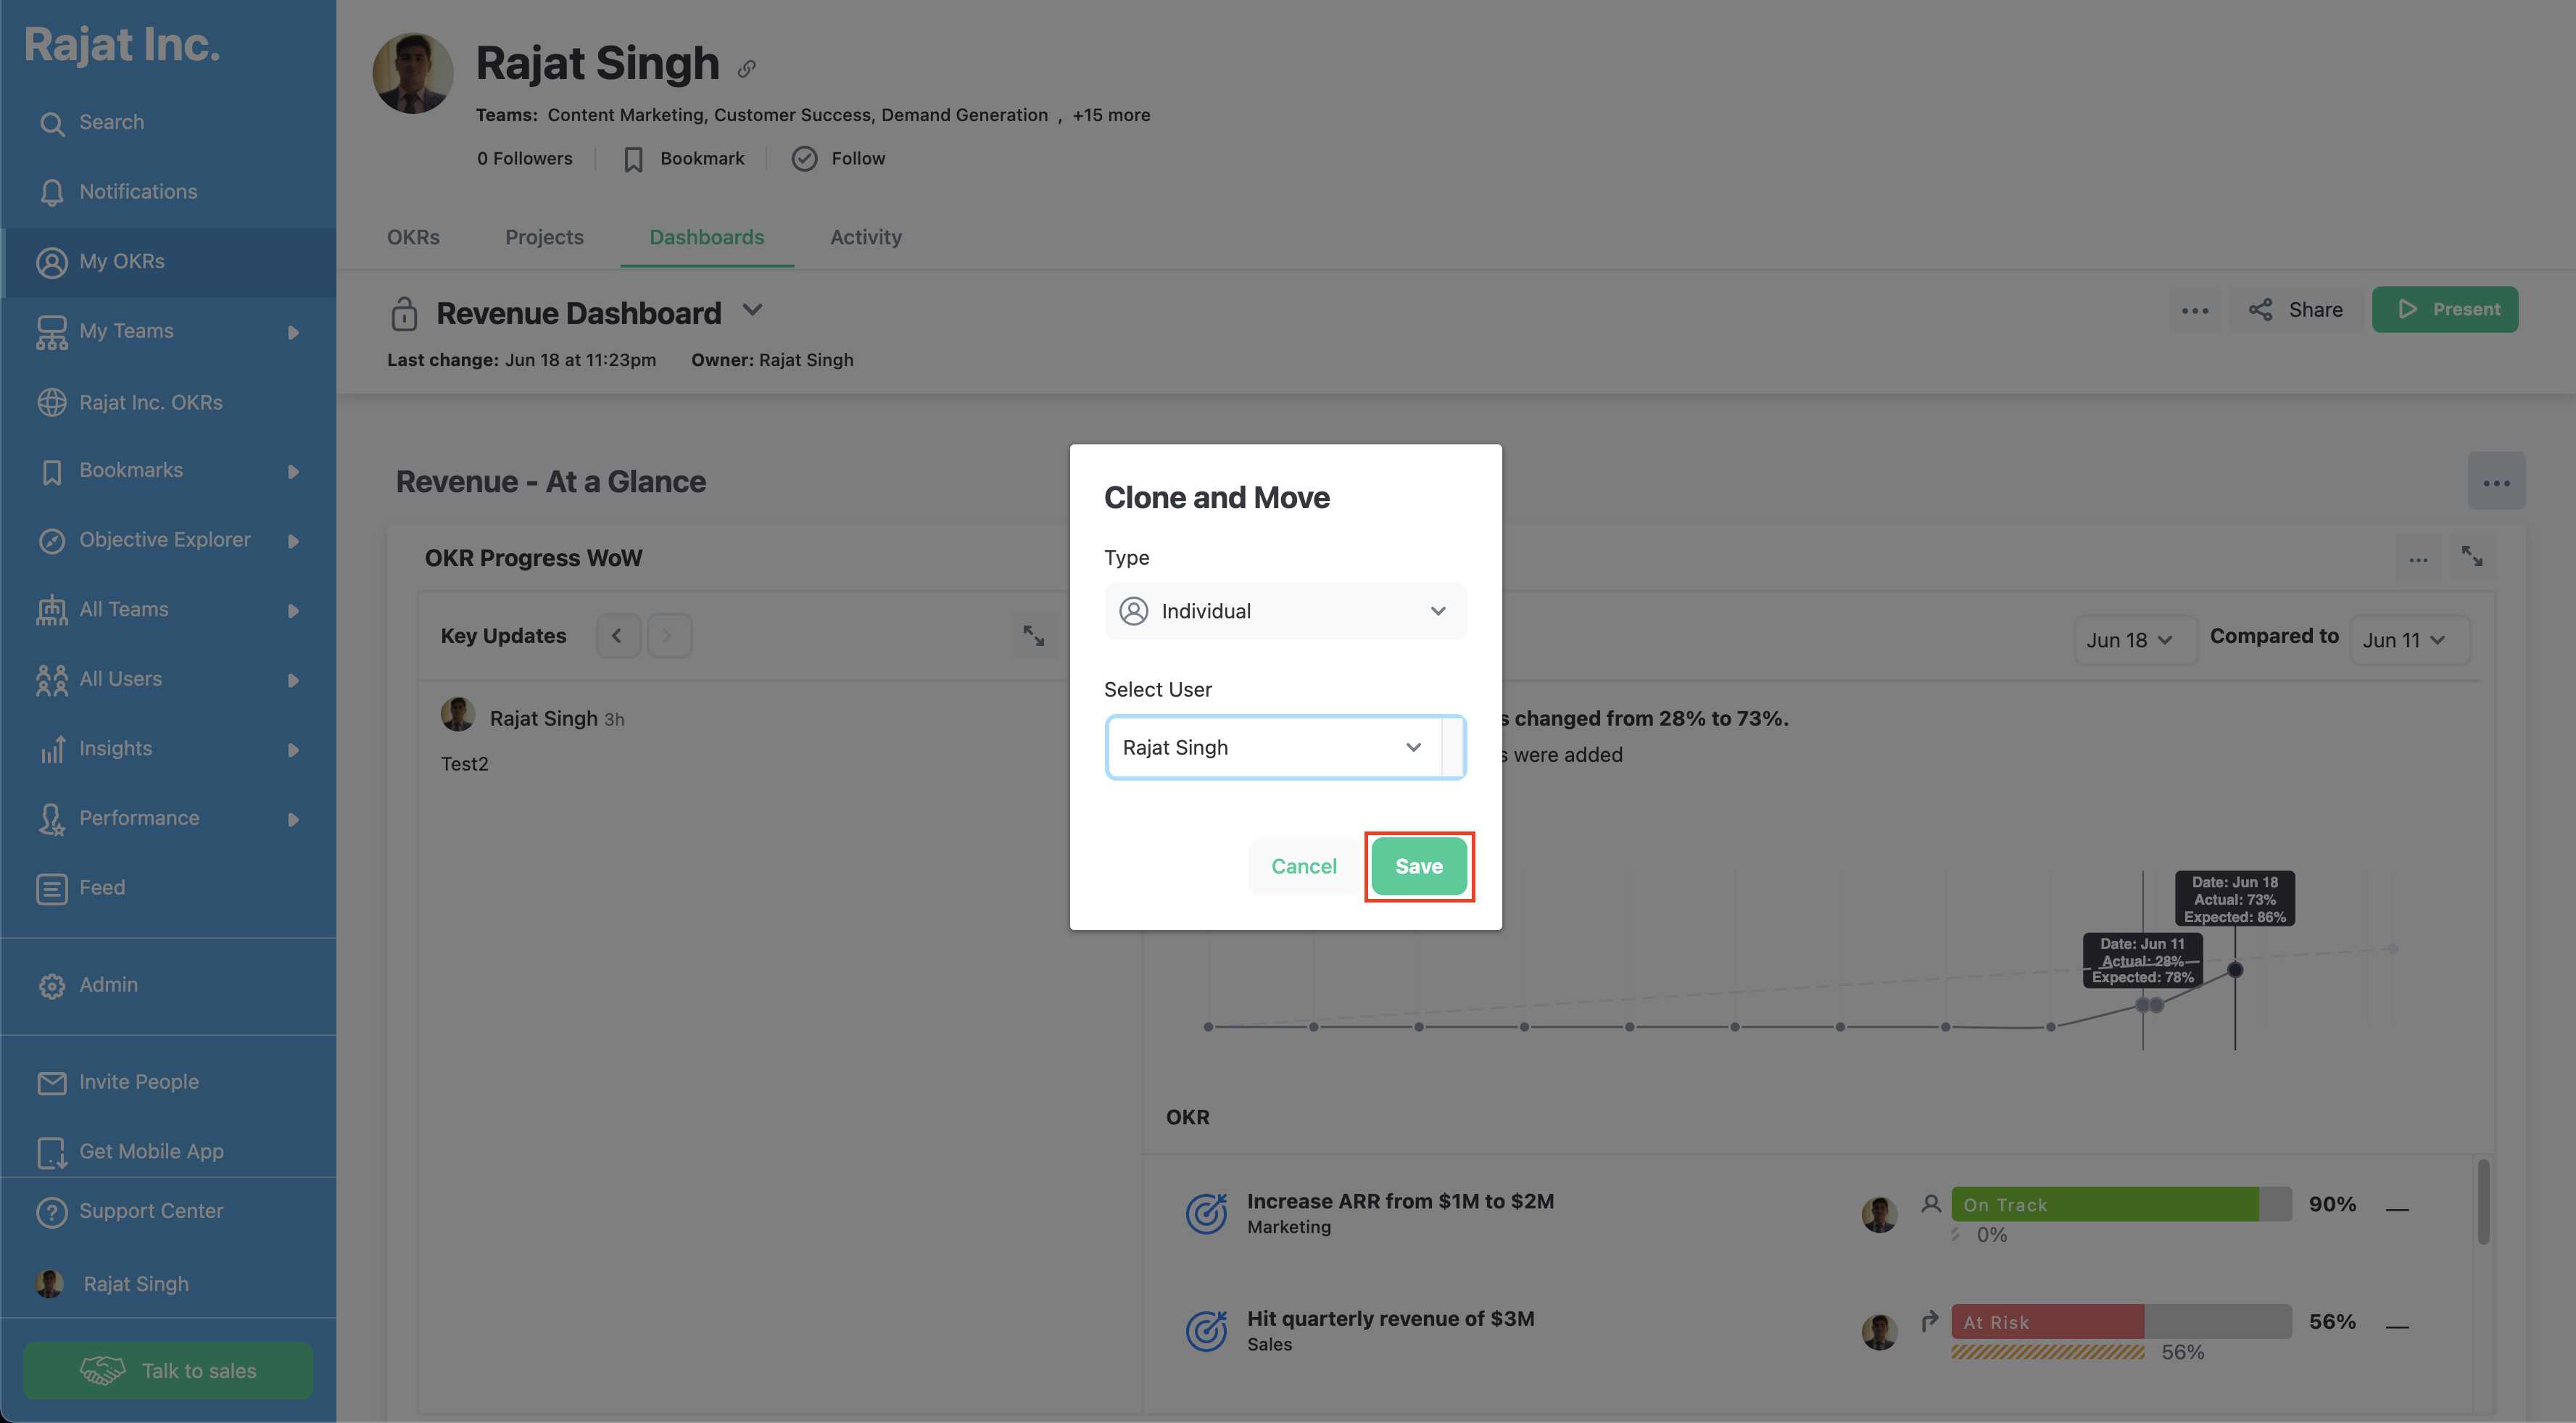 Rajat Inc.
Search
Notifications
My OKRs
My Teams
Rajat Inc. OKRs
Bookmarks
Objective Explorer
All Teams
All Users
Insights
Performance
Feed
Admin
Invite People
Get Mobile App
Support Center
Rajat Singh
Talk to sales
Rajat Singh
Teams: Content Marketing, Customer Success, Demand Generation , +15 more
0 Followers Bookmark Follow
OKRs Projects Dashboards Activity
Revenue Dashboard
... Share Present
Last change: Jun 18 at 11:23pm Owner: Rajat Singh
Revenue - At a Glance
OKR Progress WoW
Key Updates
Jun 18 Compared to Jun 11
Rajat Singh 3h
Test2
s changed from 28% to 73%.
s were added
Clone and Move
Type
Individual
Select User
Rajat Singh
Cancel Save
Date: Jun 18
Actual: 73%
Expected: 86%
Date: Jun 11
Actual: 28%
Expected: 78%
OKR
Increase ARR from $1M to $2M
Marketing
On Track 90% —
0%
Hit quarterly revenue of $3M
Sales
At Risk 56% —
56%